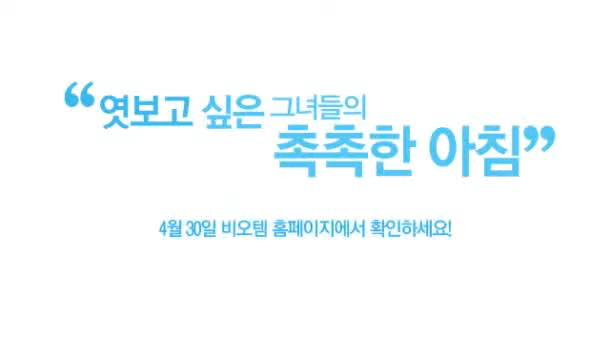 “엿보고 싶은 그녀들의
촉촉한 아침”
4월 30일 비오템 홈페이지에서 확인하세요!